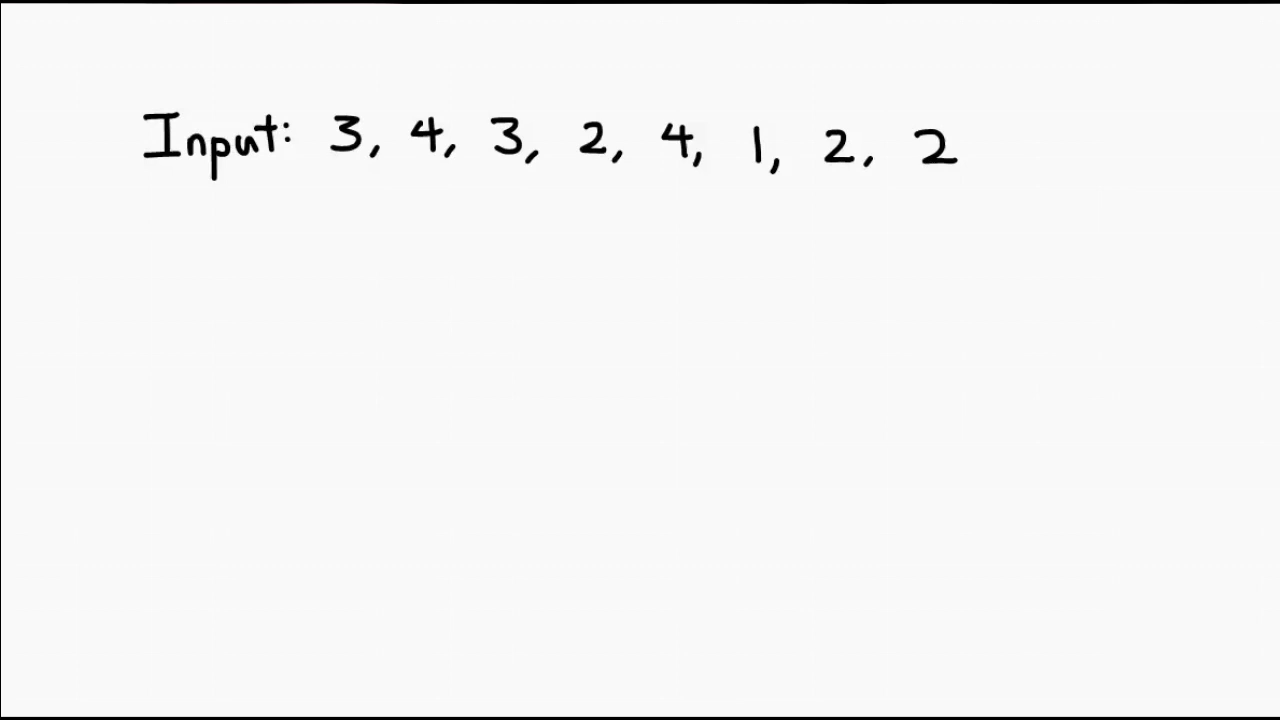 Input: 3, 4, 3, 2, 4, 1, 2, 2